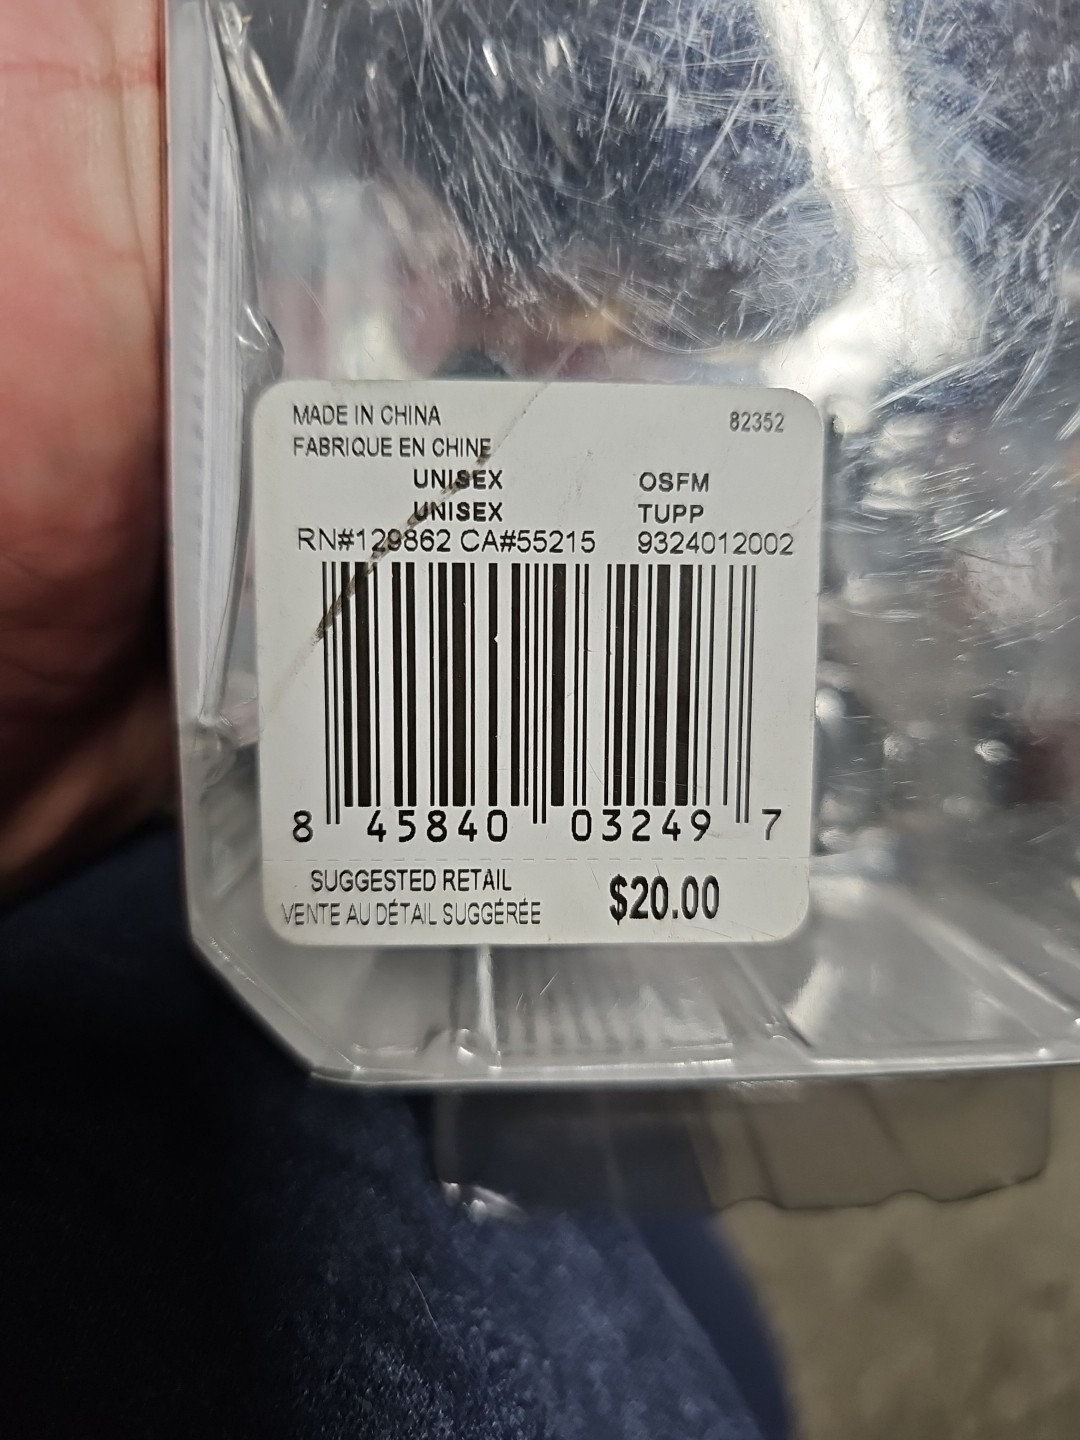 MADE IN CHINA
82352
FABRIQUE EN CHINE
UNISEX OSFM
UNISEX TUPP
RN#129862 CA#55215 9324012002
8 45840 03249 7
SUGGESTED RETAIL
VENTE AU DÉTAIL SUGGÉRÉE
$20.00